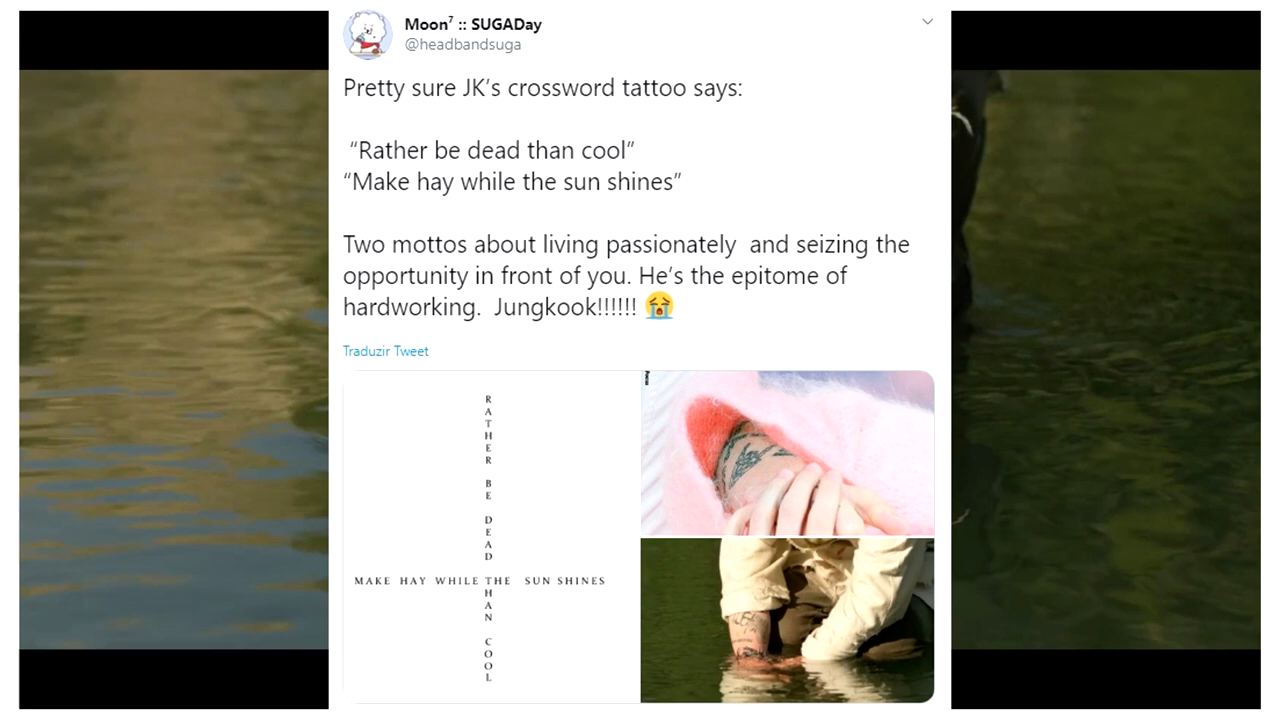 Moon⁷ :: SUGADay
@headbandsuga
Pretty sure JK’s crossword tattoo says:
“Rather be dead than cool”
“Make hay while the sun shines”
Two mottos about living passionately  and seizing the
opportunity in front of you. He’s the epitome of
hardworking.  Jungkook!!!!!! 😭
Traduzir Tweet
RATHER BE DEAD THAN COOL
MAKE HAY WHILE THE SUN SHINES